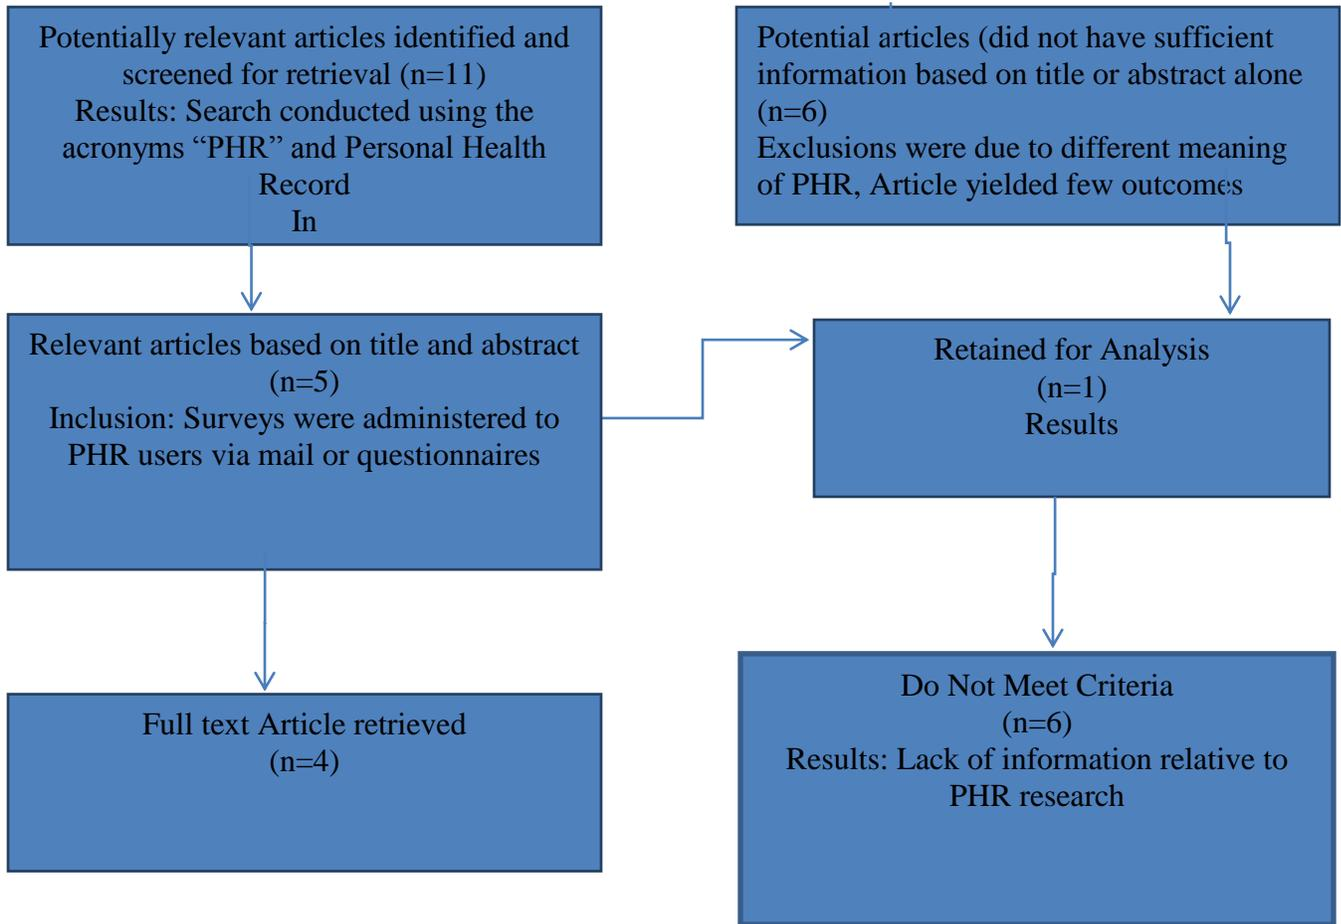 Potentially relevant articles identified and
screened for retrieval (n=11)
Results: Search conducted using the
acronyms “PHR” and Personal Health
Record
In
Potential articles (did not have sufficient
information based on title or abstract alone
(n=6)
Exclusions were due to different meaning
of PHR, Article yielded few outcomes
Relevant articles based on title and abstract
(n=5)
Inclusion: Surveys were administered to
PHR users via mail or questionnaires
Retained for Analysis
(n=1)
Results
Full text Article retrieved
(n=4)
Do Not Meet Criteria
(n=6)
Results: Lack of information relative to
PHR research